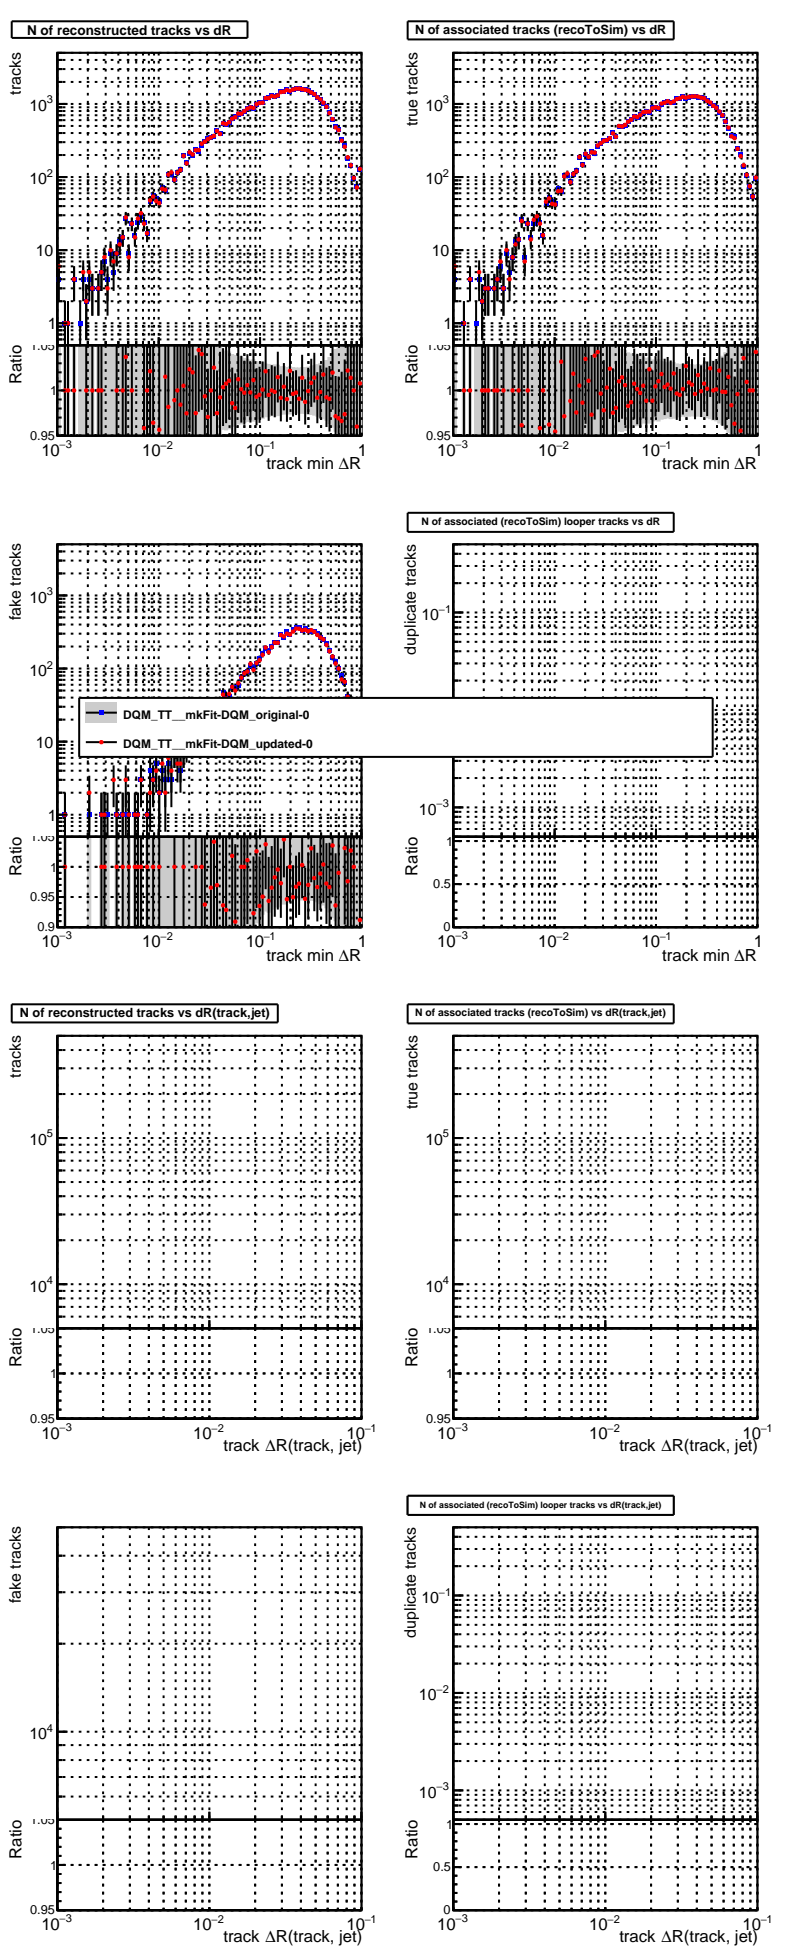 N of reconstructed tracks vs dR
tracks
10³
10²
10
1
1.05
Ratio
1
0.95
10⁻³ 10⁻² 10⁻¹ 1
track min ΔR
N of associated tracks (recoToSim) vs dR
true tracks
10³
10²
10
1
1.05
Ratio
1
0.95
10⁻³ 10⁻² 10⁻¹ 1
track min ΔR
fake tracks
10³
10²
10
1
1.05
Ratio
1
0.95
0.9
10⁻³ 10⁻² 10⁻¹ 1
track min ΔR
N of associated (recoToSim) looper tracks vs dR
duplicate tracks
10⁻¹
10⁻³
Ratio
1
0.5
0
10⁻³ 10⁻² 10⁻¹ 1
track min ΔR
DQM_TT__mkFit-DQM_original-0
DQM_TT__mkFit-DQM_updated-0
N of reconstructed tracks vs dR(track,jet)
tracks
10⁵
10⁴
1.05
Ratio
1
0.95
10⁻³ 10⁻² 10⁻¹
track ΔR(track, jet)
N of associated tracks (recoToSim) vs dR(track,jet)
true tracks
10⁵
10⁴
1.05
Ratio
1
0.95
10⁻³ 10⁻² 10⁻¹
track ΔR(track, jet)
fake tracks
10⁴
1.05
Ratio
1
0.95
10⁻³ 10⁻² 10⁻¹
track ΔR(track, jet)
N of associated (recoToSim) looper tracks vs dR(track,jet)
duplicate tracks
10⁻¹
10⁻²
10⁻³
Ratio
1
0.5
0
10⁻³ 10⁻² 10⁻¹
track ΔR(track, jet)